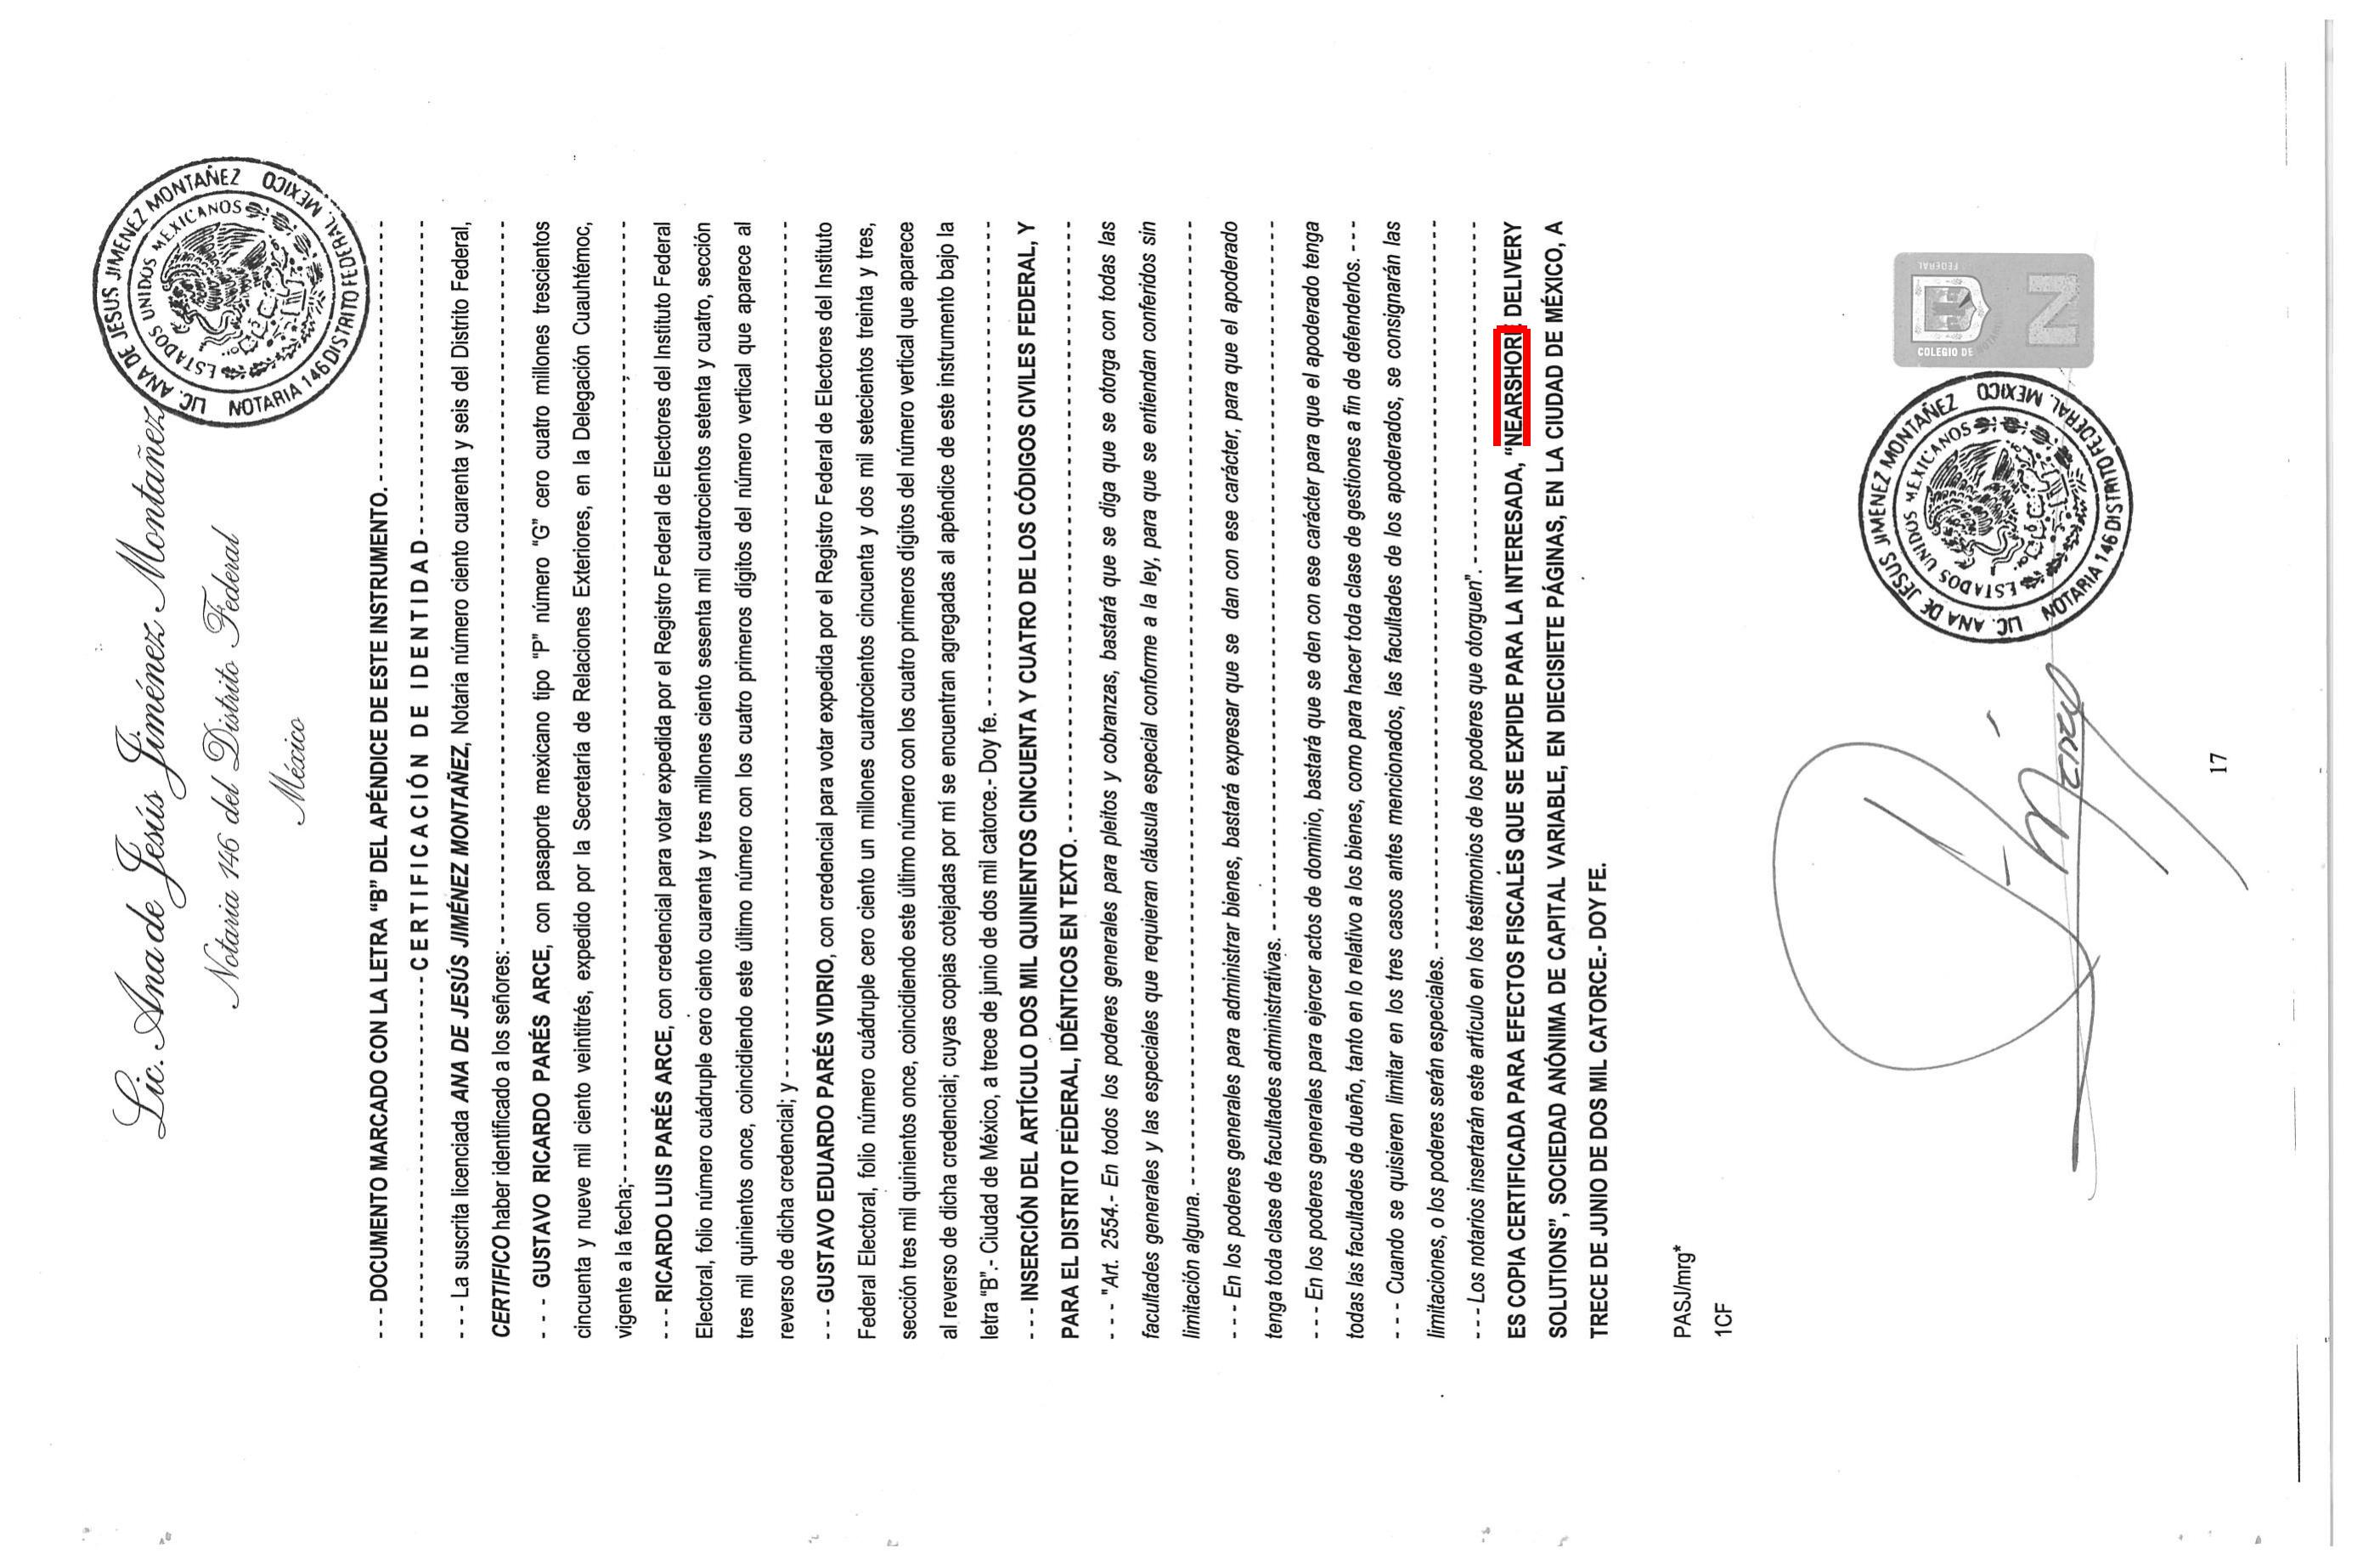 Lic. Ana de Jesús Jiménez Montañez
Notaria 146 del Distrito Federal
México
LIC. ANA DE JESUS JIMENEZ MONTAÑEZ
NOTARIA 146 DISTRITO FEDERAL. MEXICO
ESTADOS UNIDOS MEXICANOS
- - - DOCUMENTO MARCADO CON LA LETRA “B” DEL APÉNDICE DE ESTE INSTRUMENTO. - - - - - - - - - - - - - - - - - - - - - - - - -
- - - - - - - - - - - - - - - - - - - - - - - - - - - - - - - - - - - C E R T I F I C A C I Ó N  D E  I D E N T I D A D - - - - - - - - - - - - - - - - - - - - - - - - - - - - - -
- - - La suscrita licenciada ANA DE JESÚS JIMÉNEZ MONTAÑEZ, Notaria número ciento cuarenta y seis del Distrito Federal,
CERTIFICO haber identificado a los señores: - - - - - - - - - - - - - - - - - - - - - - - - - - - - - - - - - - - - - - - - - - - - - - - - - - - - - - - - - -
- - - GUSTAVO RICARDO PARÉS ARCE, con pasaporte mexicano tipo “P” número “G” cero cuatro millones trescientos
cincuenta y nueve mil ciento veintitrés, expedido por la Secretaría de Relaciones Exteriores, en la Delegación Cuauhtémoc,
vigente a la fecha;- - - - - - - - - - - - - - - - - - - - - - - - - - - - - - - - - - - - - - - - - - - - - - - - - - - - - - - - - - - - - - - - - - - - - - - - - -
- - - RICARDO LUIS PARÉS ARCE, con credencial para votar expedida por el Registro Federal de Electores del Instituto Federal
Electoral, folio número cuádruple cero ciento cuarenta y tres millones ciento sesenta mil cuatrocientos setenta y cuatro, sección
tres mil quinientos once, coincidiendo este último número con los cuatro primeros dígitos del número vertical que aparece al
reverso de dicha credencial; y - - - - - - - - - - - - - - - - - - - - - - - - - - - - - - - - - - - - - - - - - - - - - - - - - - - - - - - - - - - - - - - - - -
- - - GUSTAVO EDUARDO PARÉS VIDRIO, con credencial para votar expedida por el Registro Federal de Electores del Instituto
Federal Electoral, folio número cuádruple cero ciento un millones cuatrocientos cincuenta y dos mil setecientos treinta y tres,
sección tres mil quinientos once, coincidiendo este último número con los cuatro primeros dígitos del número vertical que aparece
al reverso de dicha credencial; cuyas copias cotejadas por mí se encuentran agregadas al apéndice de este instrumento bajo la
letra “B”.- Ciudad de México, a trece de junio de dos mil catorce.- Doy fe. - - - - - - - - - - - - - - - - - - - - - - - - - - - - - - - - - - - - - - - -
- - - INSERCIÓN DEL ARTÍCULO DOS MIL QUINIENTOS CINCUENTA Y CUATRO DE LOS CÓDIGOS CIVILES FEDERAL, Y
PARA EL DISTRITO FEDERAL, IDÉNTICOS EN TEXTO. - - - - - - - - - - - - - - - - - - - - - - - - - - - - - - - - - - - - - - - - - - - - - - - -
- - - "Art. 2554.- En todos los poderes generales para pleitos y cobranzas, bastará que se diga que se otorga con todas las
facultades generales y las especiales que requieran cláusula especial conforme a la ley, para que se entiendan conferidos sin
limitación alguna. - - - - - - - - - - - - - - - - - - - - - - - - - - - - - - - - - - - - - - - - - - - - - - - - - - - - - - - - - - - - - - - - - - - - - - - - - - -
- - - En los poderes generales para administrar bienes, bastará expresar que se dan con ese carácter, para que el apoderado
tenga toda clase de facultades administrativas. - - - - - - - - - - - - - - - - - - - - - - - - - - - - - - - - - - - - - - - - - - - - - - - - - - - - - - - -
- - - En los poderes generales para ejercer actos de dominio, bastará que se den con ese carácter para que el apoderado tenga
todas las facultades de dueño, tanto en lo relativo a los bienes, como para hacer toda clase de gestiones a fin de defenderlos. - - - -
- - - Cuando se quisieren limitar en los tres casos antes mencionados, las facultades de los apoderados, se consignarán las
limitaciones, o los poderes serán especiales. - - - - - - - - - - - - - - - - - - - - - - - - - - - - - - - - - - - - - - - - - - - - - - - - - - - - - - - - - -
- - - Los notarios insertarán este artículo en los testimonios de los poderes que otorguen”. - - - - - - - - - - - - - - - - - - - - - - - - - - -
ES COPIA CERTIFICADA PARA EFECTOS FISCALES QUE SE EXPIDE PARA LA INTERESADA, “NEARSHORE DELIVERY
SOLUTIONS”, SOCIEDAD ANÓNIMA DE CAPITAL VARIABLE, EN DIECISIETE PÁGINAS, EN LA CIUDAD DE MÉXICO, A
TRECE DE JUNIO DE DOS MIL CATORCE.- DOY FE.
PASJ/mrg*
1CF
LIC. ANA DE JESUS JIMENEZ MONTAÑEZ
NOTARIA 146 DISTRITO FEDERAL. MEXICO
ESTADOS UNIDOS MEXICANOS
COLEGIO DE
FEDERAL
N
17